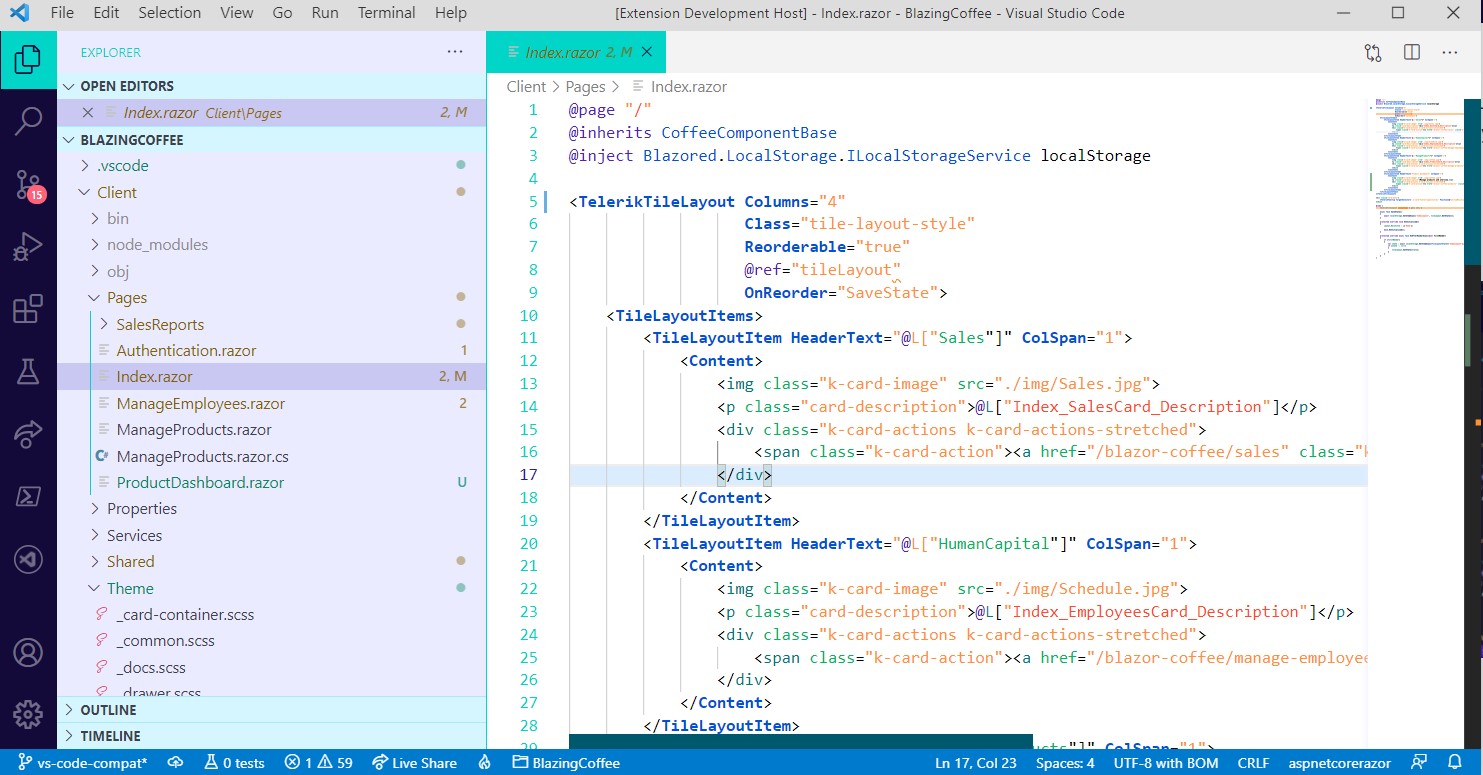 File Edit Selection View Go Run Terminal Help
[Extension Development Host] - Index.razor - BlazingCoffee - Visual Studio Code
EXPLORER
OPEN EDITORS
Index.razor Client\Pages 2, M
BLAZINGCOFFEE
.vscode
Client
bin
node_modules
obj
Pages
SalesReports
Authentication.razor 1
Index.razor 2, M
ManageEmployees.razor 2
ManageProducts.razor
ManageProducts.razor.cs
ProductDashboard.razor U
Properties
Services
Shared
Theme
_card-container.scss
_common.scss
_docs.scss
_drawer.scss
OUTLINE
TIMELINE
15
Index.razor 2, M
Client > Pages > Index.razor
1 @page "/"
2 @inherits CoffeeComponentBase
3 @inject Blazored.LocalStorage.ILocalStorageService localStorage
4
5 <TelerikTileLayout Columns="4"
6 Class="tile-layout-style"
7 Reorderable="true"
8 @ref="tileLayout"
9 OnReorder="SaveState">
10 <TileLayoutItems>
11 <TileLayoutItem HeaderText="@L["Sales"]" ColSpan="1">
12 <Content>
13 <img class="k-card-image" src="./img/Sales.jpg">
14 <p class="card-description">@L["Index_SalesCard_Description"]</p>
15 <div class="k-card-actions k-card-actions-stretched">
16 <span class="k-card-action"><a href="/blazor-coffee/sales" class="k
17 </div>
18 </Content>
19 </TileLayoutItem>
20 <TileLayoutItem HeaderText="@L["HumanCapital"]" ColSpan="1">
21 <Content>
22 <img class="k-card-image" src="./img/Schedule.jpg">
23 <p class="card-description">@L["Index_EmployeesCard_Description"]</p>
24 <div class="k-card-actions k-card-actions-stretched">
25 <span class="k-card-action"><a href="/blazor-coffee/manage-employee
26 </div>
27 </Content>
28 </TileLayoutItem>
29 ucts"]" ColSpan="1">
vs-code-compat* 0 tests 1 59 Live Share BlazingCoffee Ln 17, Col 23 Spaces: 4 UTF-8 with BOM CRLF aspnetcorerazor